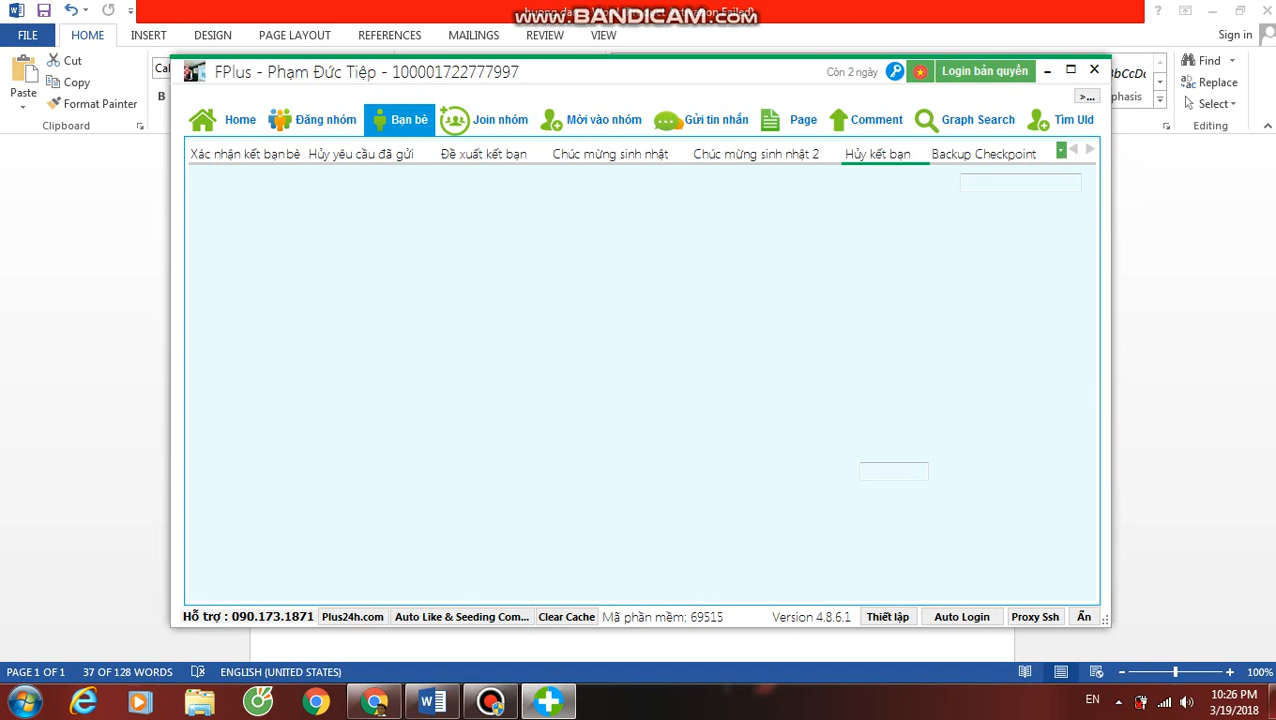 www.BANDICAM.com
FILE HOME INSERT DESIGN PAGE LAYOUT REFERENCES MAILINGS REVIEW VIEW Sign in
Paste
Cut
Copy
Format Painter
Clipboard
Cal
B
Find
Replace
Select
Editing
FPlus - Phạm Đức Tiệp - 100001722777997
Còn 2 ngày
Login bản quyền
>...
Home Đăng nhóm Bạn bè Join nhóm Mời vào nhóm Gửi tin nhắn Page Comment Graph Search Tìm UId
Xác nhận kết bạn bè Hủy yêu cầu đã gửi Đề xuất kết bạn Chúc mừng sinh nhật Chúc mừng sinh nhật 2 Hủy kết bạn Backup Checkpoint
Hỗ trợ : 090.173.1871 Plus24h.com Auto Like & Seeding Com... Clear Cache Mã phần mềm: 69515 Version 4.8.6.1 Thiết lập Auto Login Proxy Ssh Ẩn
PAGE 1 OF 1 37 OF 128 WORDS ENGLISH (UNITED STATES) 100%
EN
10:26 PM
3/19/2018